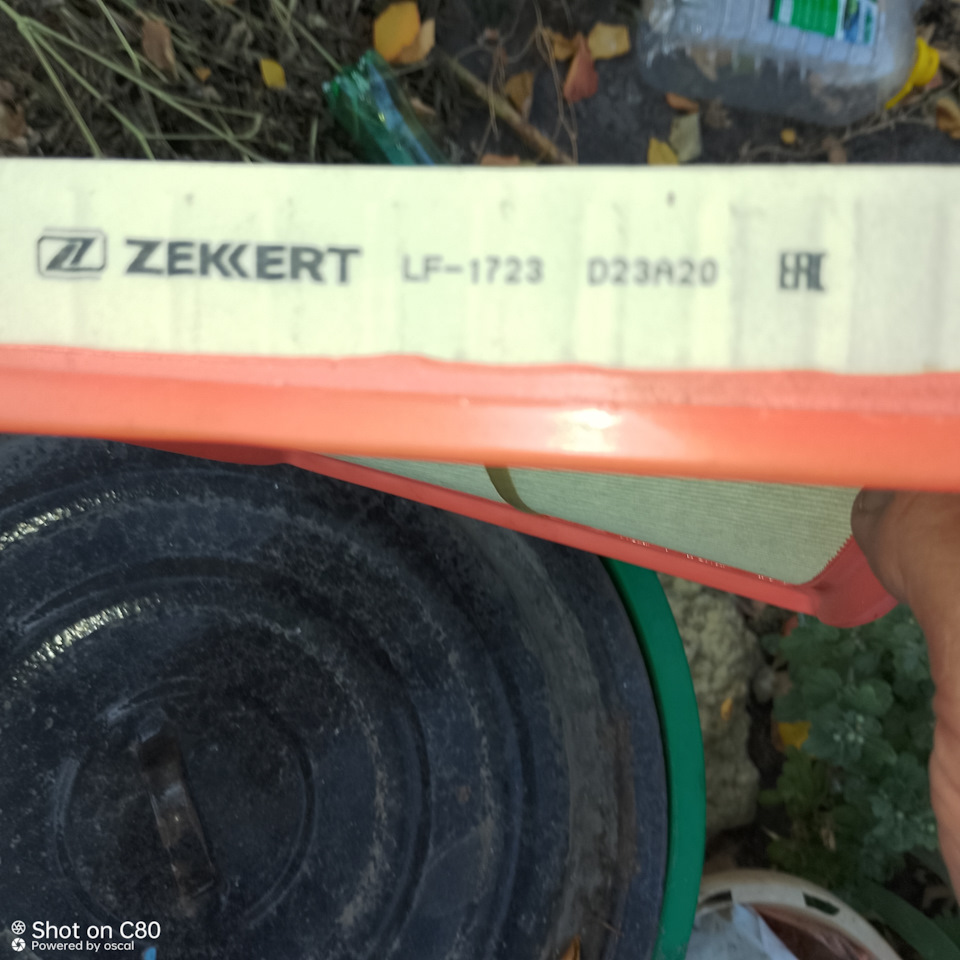 ZEKKERT LF-1723 D23A20 EAC
Shot on C80
Powered by oscal